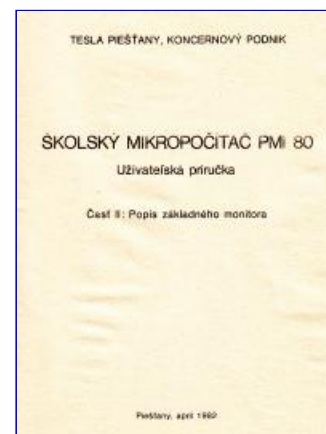 TESLA PIEŠŤANY, KONCERNOVÝ PODNIK
ŠKOLSKÝ MIKROPOČÍTAČ PMI 80
Užívateľská príručka
Časť II: Popis základného monitora
Piešťany, apríl 1982